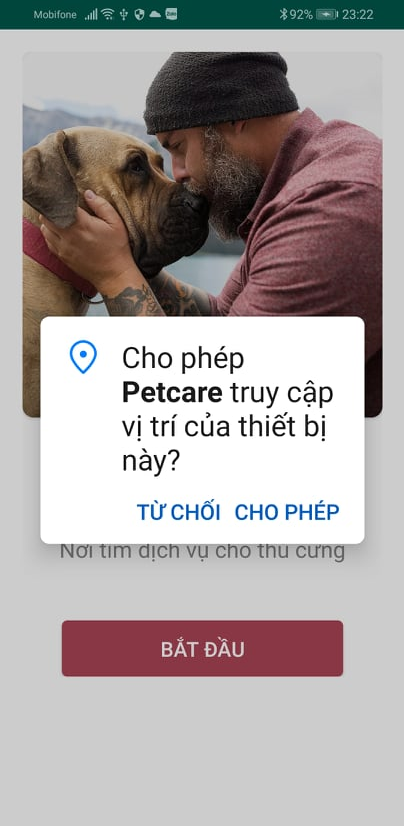 Mobifone 92% 23:22
Cho phép
Petcare truy cập
vị trí của thiết bị
này?
TỪ CHỐI CHO PHÉP
Nơi tìm dịch vụ cho thú cưng
BẮT ĐẦU